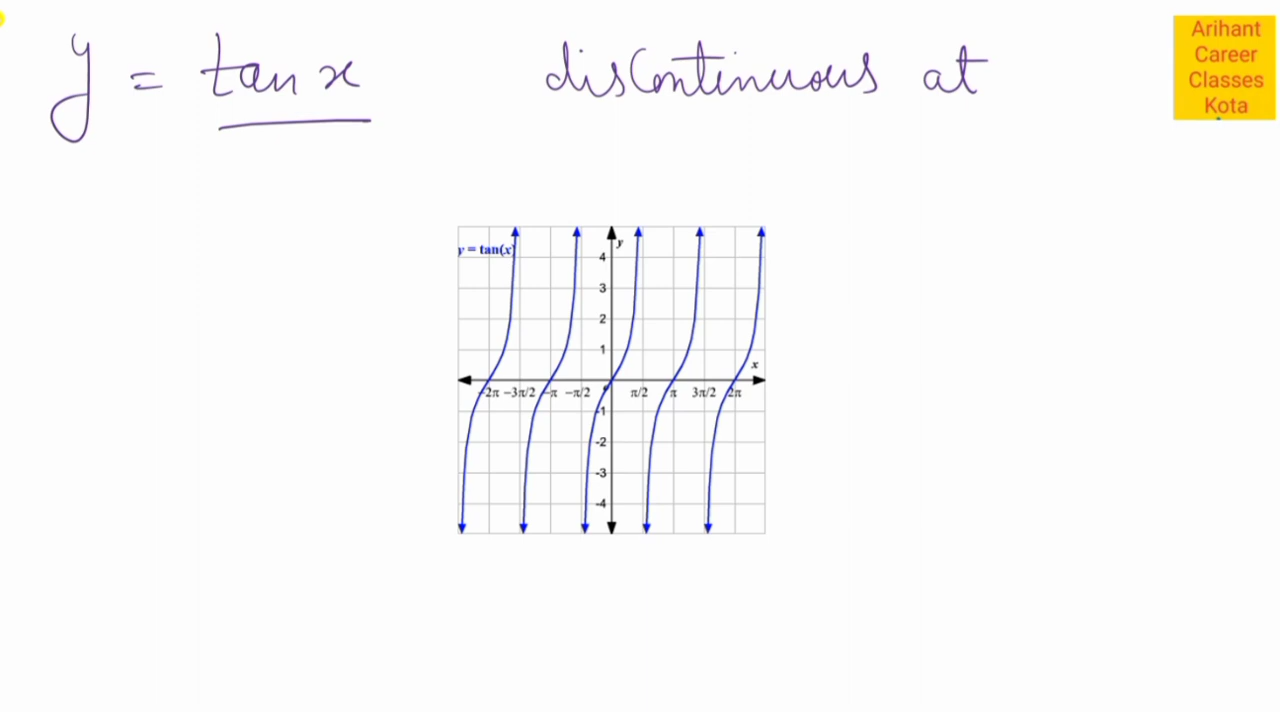 y = tan x discontinuous at
Arihant
Career
Classes
Kota
y = tan(x)
y
4
3
2
1
x
−2π −3π/2 −π −π/2 π/2 π 3π/2 2π
-1
-2
-3
-4